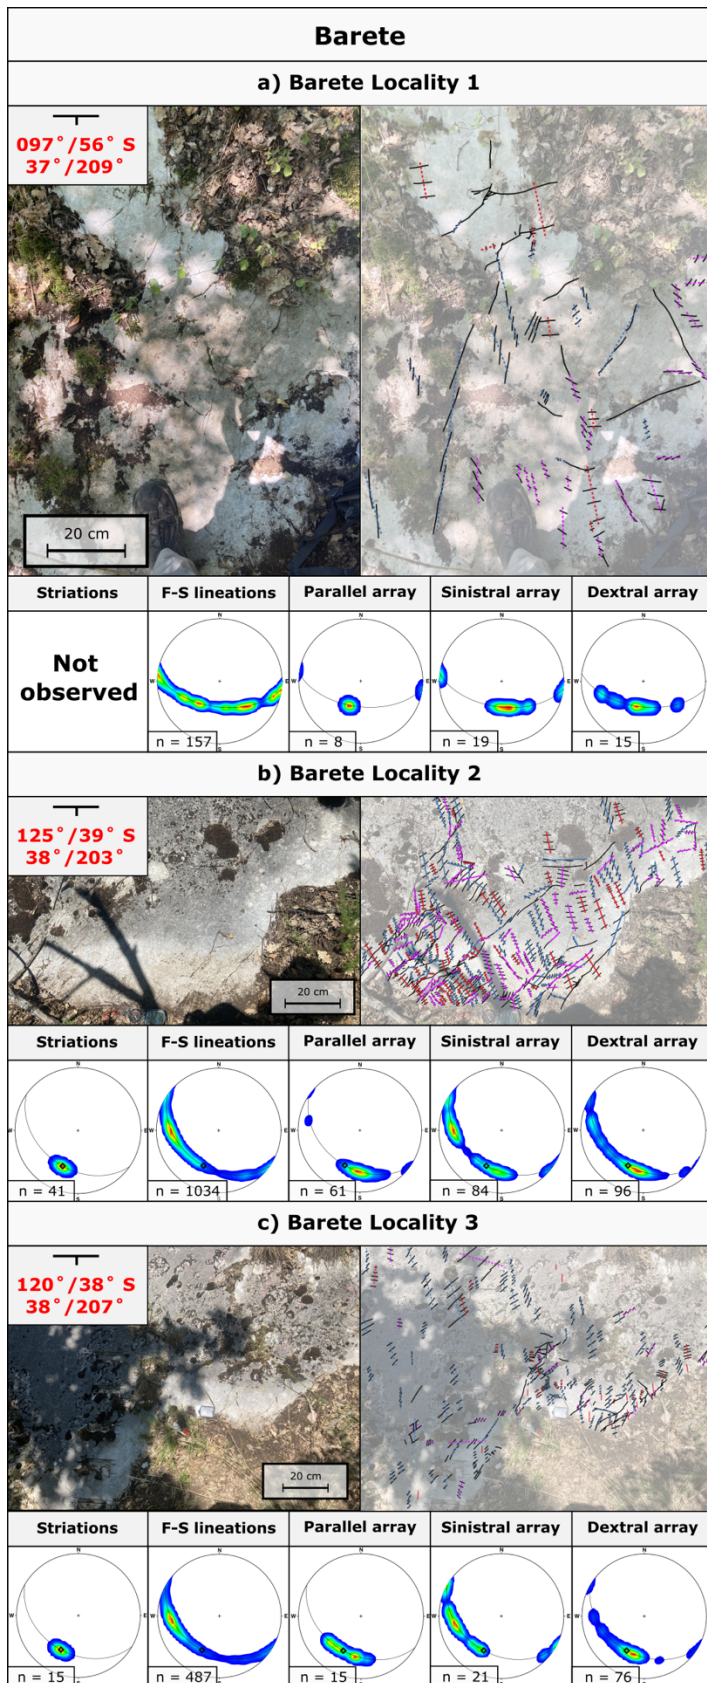 Barete
a) Barete Locality 1
097°/56° S
37°/209°
20 cm
Striations
F-S lineations
Parallel array
Sinistral array
Dextral array
Not
observed
N
W
E
S
n = 157
N
W
E
S
n = 8
N
W
E
S
n = 19
N
W
E
S
n = 15
b) Barete Locality 2
125°/39° S
38°/203°
20 cm
Striations
F-S lineations
Parallel array
Sinistral array
Dextral array
N
W
E
S
n = 41
N
W
E
S
n = 1034
N
W
E
S
n = 61
N
W
E
S
n = 84
N
W
E
S
n = 96
c) Barete Locality 3
120°/38° S
38°/207°
20 cm
Striations
F-S lineations
Parallel array
Sinistral array
Dextral array
N
W
E
n = 15
N
W
E
n = 487
N
W
E
n = 15
N
W
E
n = 21
N
W
E
n = 76